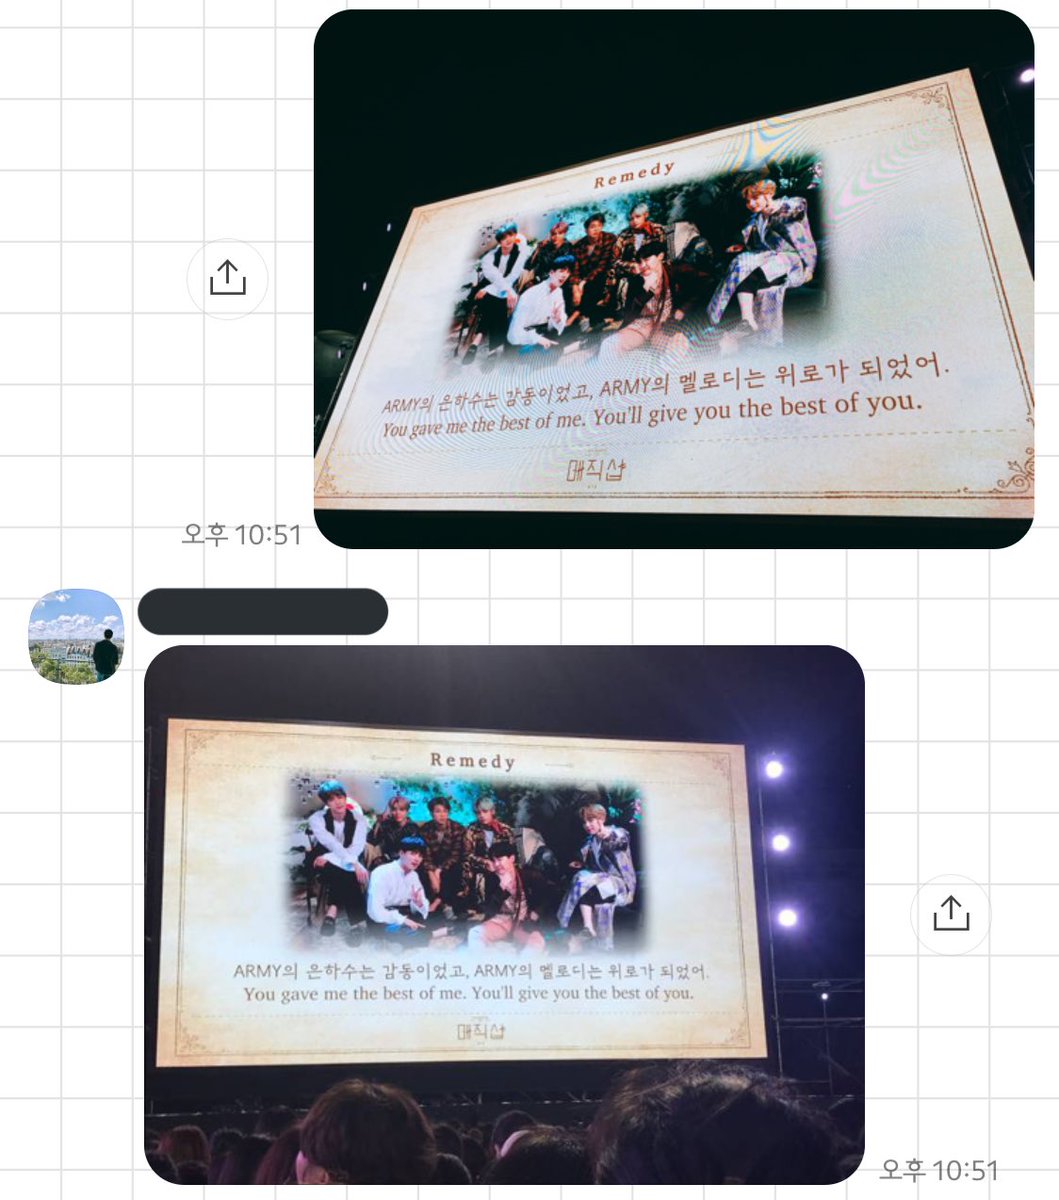 Remedy
ARMY의 은하수는 감동이었고, ARMY의 멜로디는 위로가 되었어.
You gave me the best of me. You'll give you the best of you.
매직샵
오후 10:51
Remedy
ARMY의 은하수는 감동이었고, ARMY의 멜로디는 위로가 되었어.
You gave me the best of me. You'll give you the best of you.
매직샵
오후 10:51